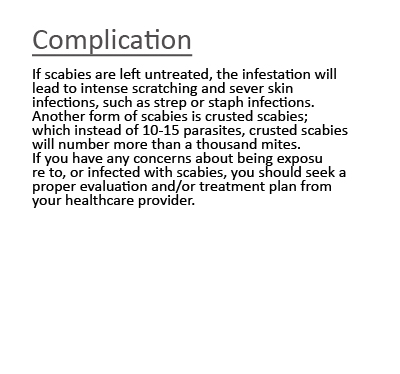 Complication
If scabies are left untreated, the infestation will
lead to intense scratching and sever skin
infections, such as strep or staph infections.
Another form of scabies is crusted scabies;
which instead of 10-15 parasites, crusted scabies
will number more than a thousand mites.
If you have any concerns about being exposu
re to, or infected with scabies, you should seek a
proper evaluation and/or treatment plan from
your healthcare provider.